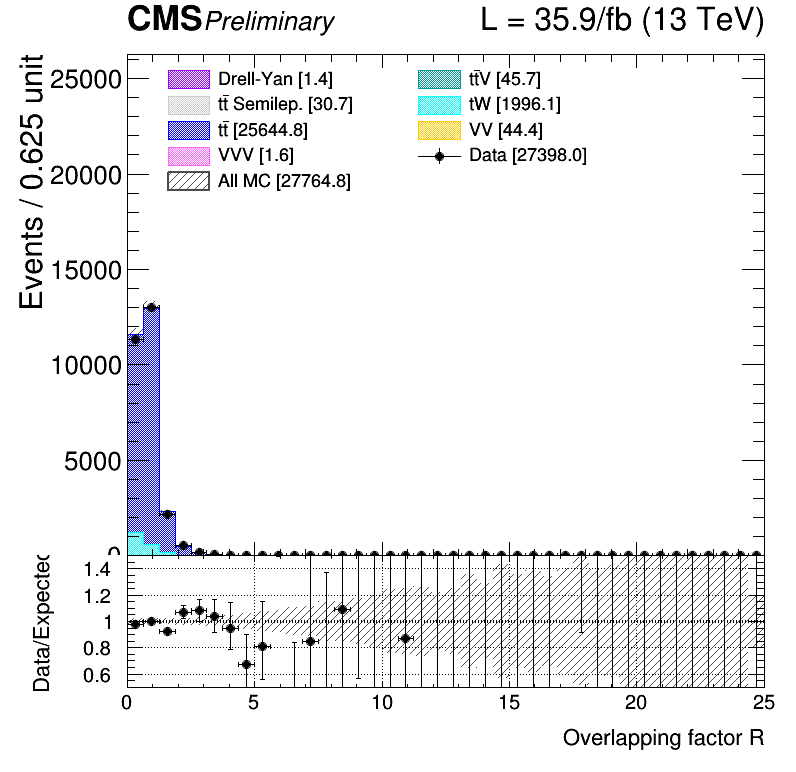 CMS Preliminary L = 35.9/fb (13 TeV)
Events / 0.625 unit
25000
20000
15000
10000
5000
0
Drell-Yan [1.4]
tt̄ Semilep. [30.7]
tt̄ [25644.8]
VVV [1.6]
All MC [27764.8]
tt̄V [45.7]
tW [1996.1]
VV [44.4]
Data [27398.0]
Data/Expected
1.4
1.2
1
0.8
0.6
0 5 10 15 20 25
Overlapping factor R